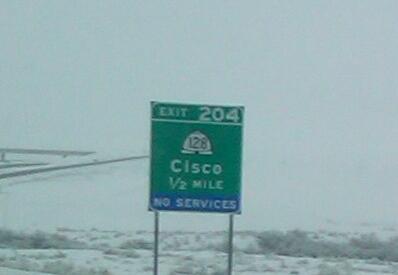 EXIT 204
128
Cisco
1/2 MILE
NO SERVICES